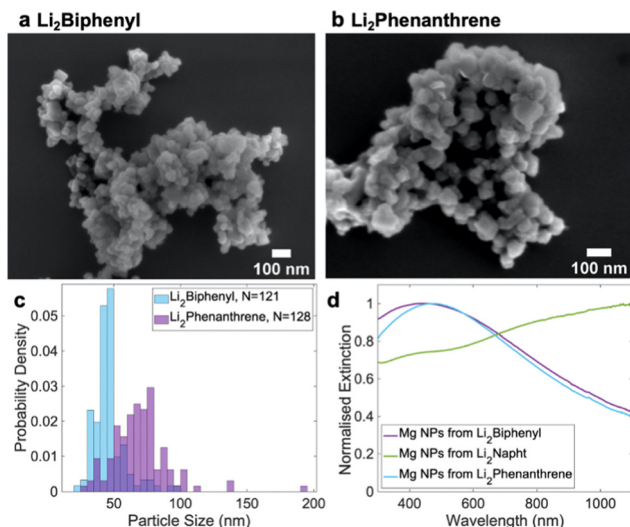 a Li₂Biphenyl
b Li₂Phenanthrene
100 nm
100 nm
c
Li₂Biphenyl, N=121
Li₂Phenanthrene, N=128
Probability Density
0.05
0.04
0.03
0.02
0.01
0
50
100
150
200
Particle Size (nm)
d
Normalised Extinction
1
0.8
0.6
0.4
0.2
0
Mg NPs from Li₂Biphenyl
Mg NPs from Li₂Napht
Mg NPs from Li₂Phenanthrene
400
600
800
1000
Wavelength (nm)